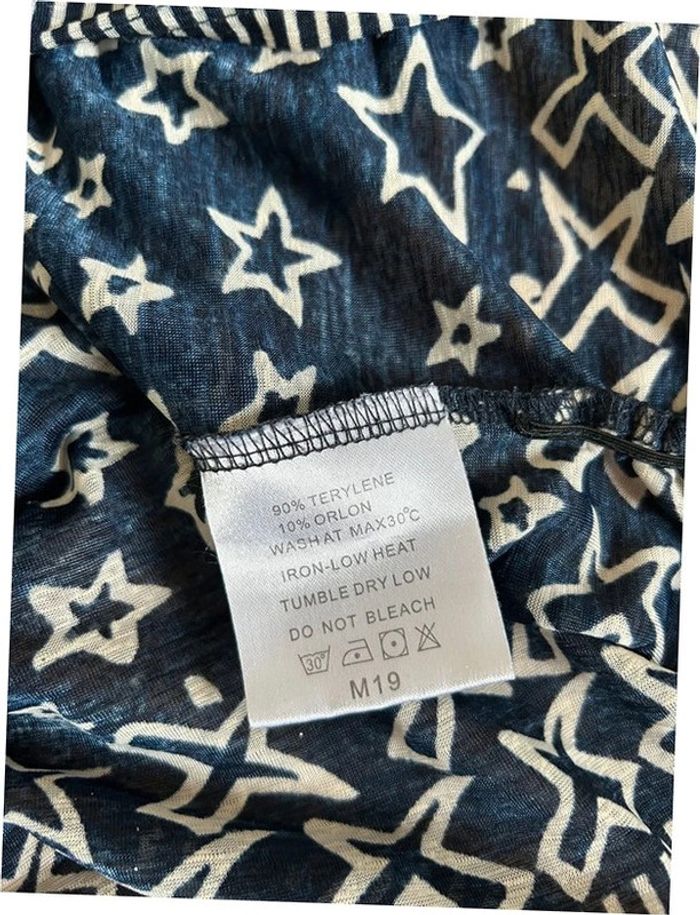 90% TERYLENE
10% ORLON
WASH AT MAX30°C
IRON-LOW HEAT
TUMBLE DRY LOW
DO NOT BLEACH
30°
M19